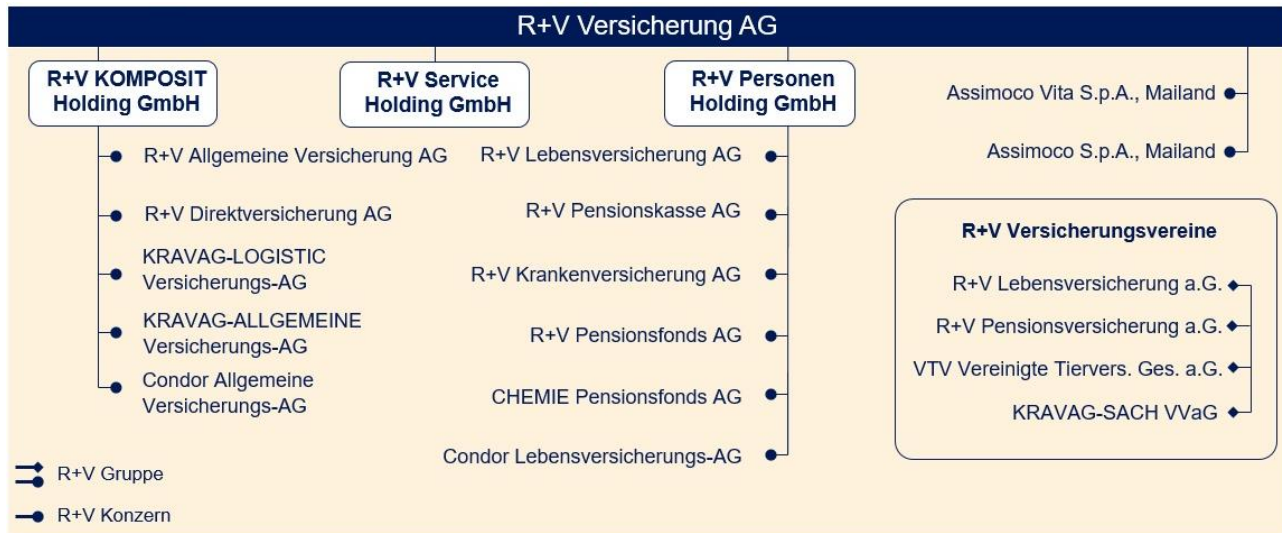 R+V Versicherung AG
R+V KOMPOSIT
Holding GmbH
R+V Allgemeine Versicherung AG
R+V Direktversicherung AG
KRAVAG-LOGISTIC
Versicherungs-AG
KRAVAG-ALLGEMEINE
Versicherungs-AG
Condor Allgemeine
Versicherungs-AG
R+V Service
Holding GmbH
R+V Personen
Holding GmbH
R+V Lebensversicherung AG
R+V Pensionskasse AG
R+V Krankenversicherung AG
R+V Pensionsfonds AG
CHEMIE Pensionsfonds AG
Condor Lebensversicherungs-AG
Assimoco Vita S.p.A., Mailand
Assimoco S.p.A., Mailand
R+V Versicherungsvereine
R+V Lebensversicherung a.G.
R+V Pensionsversicherung a.G.
VTV Vereinigte Tiervers. Ges. a.G.
KRAVAG-SACH VVaG
R+V Gruppe
R+V Konzern